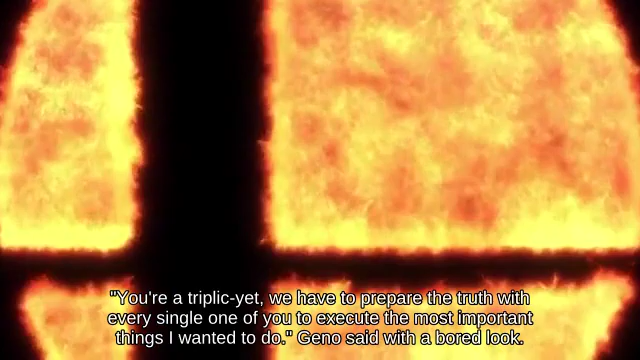 "You're a triplic-yet, we have to prepare the truth with
every single one of you to execute the most important
things I wanted to do." Geno said with a bored look.